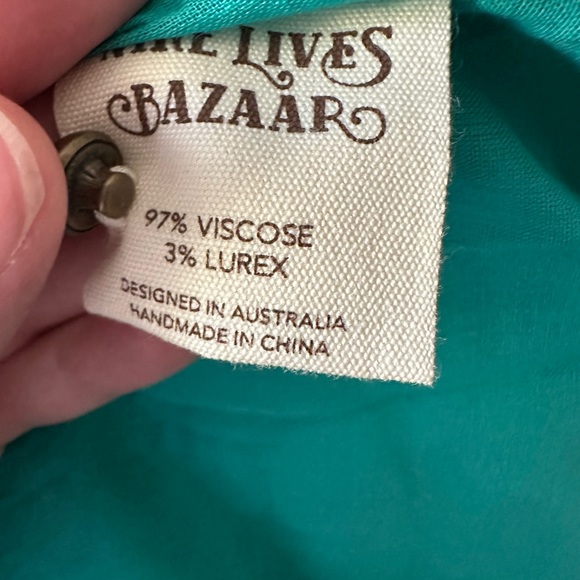 LIVES
BAZAAR
97% VISCOSE
3% LUREX
DESIGNED IN AUSTRALIA
HANDMADE IN CHINA